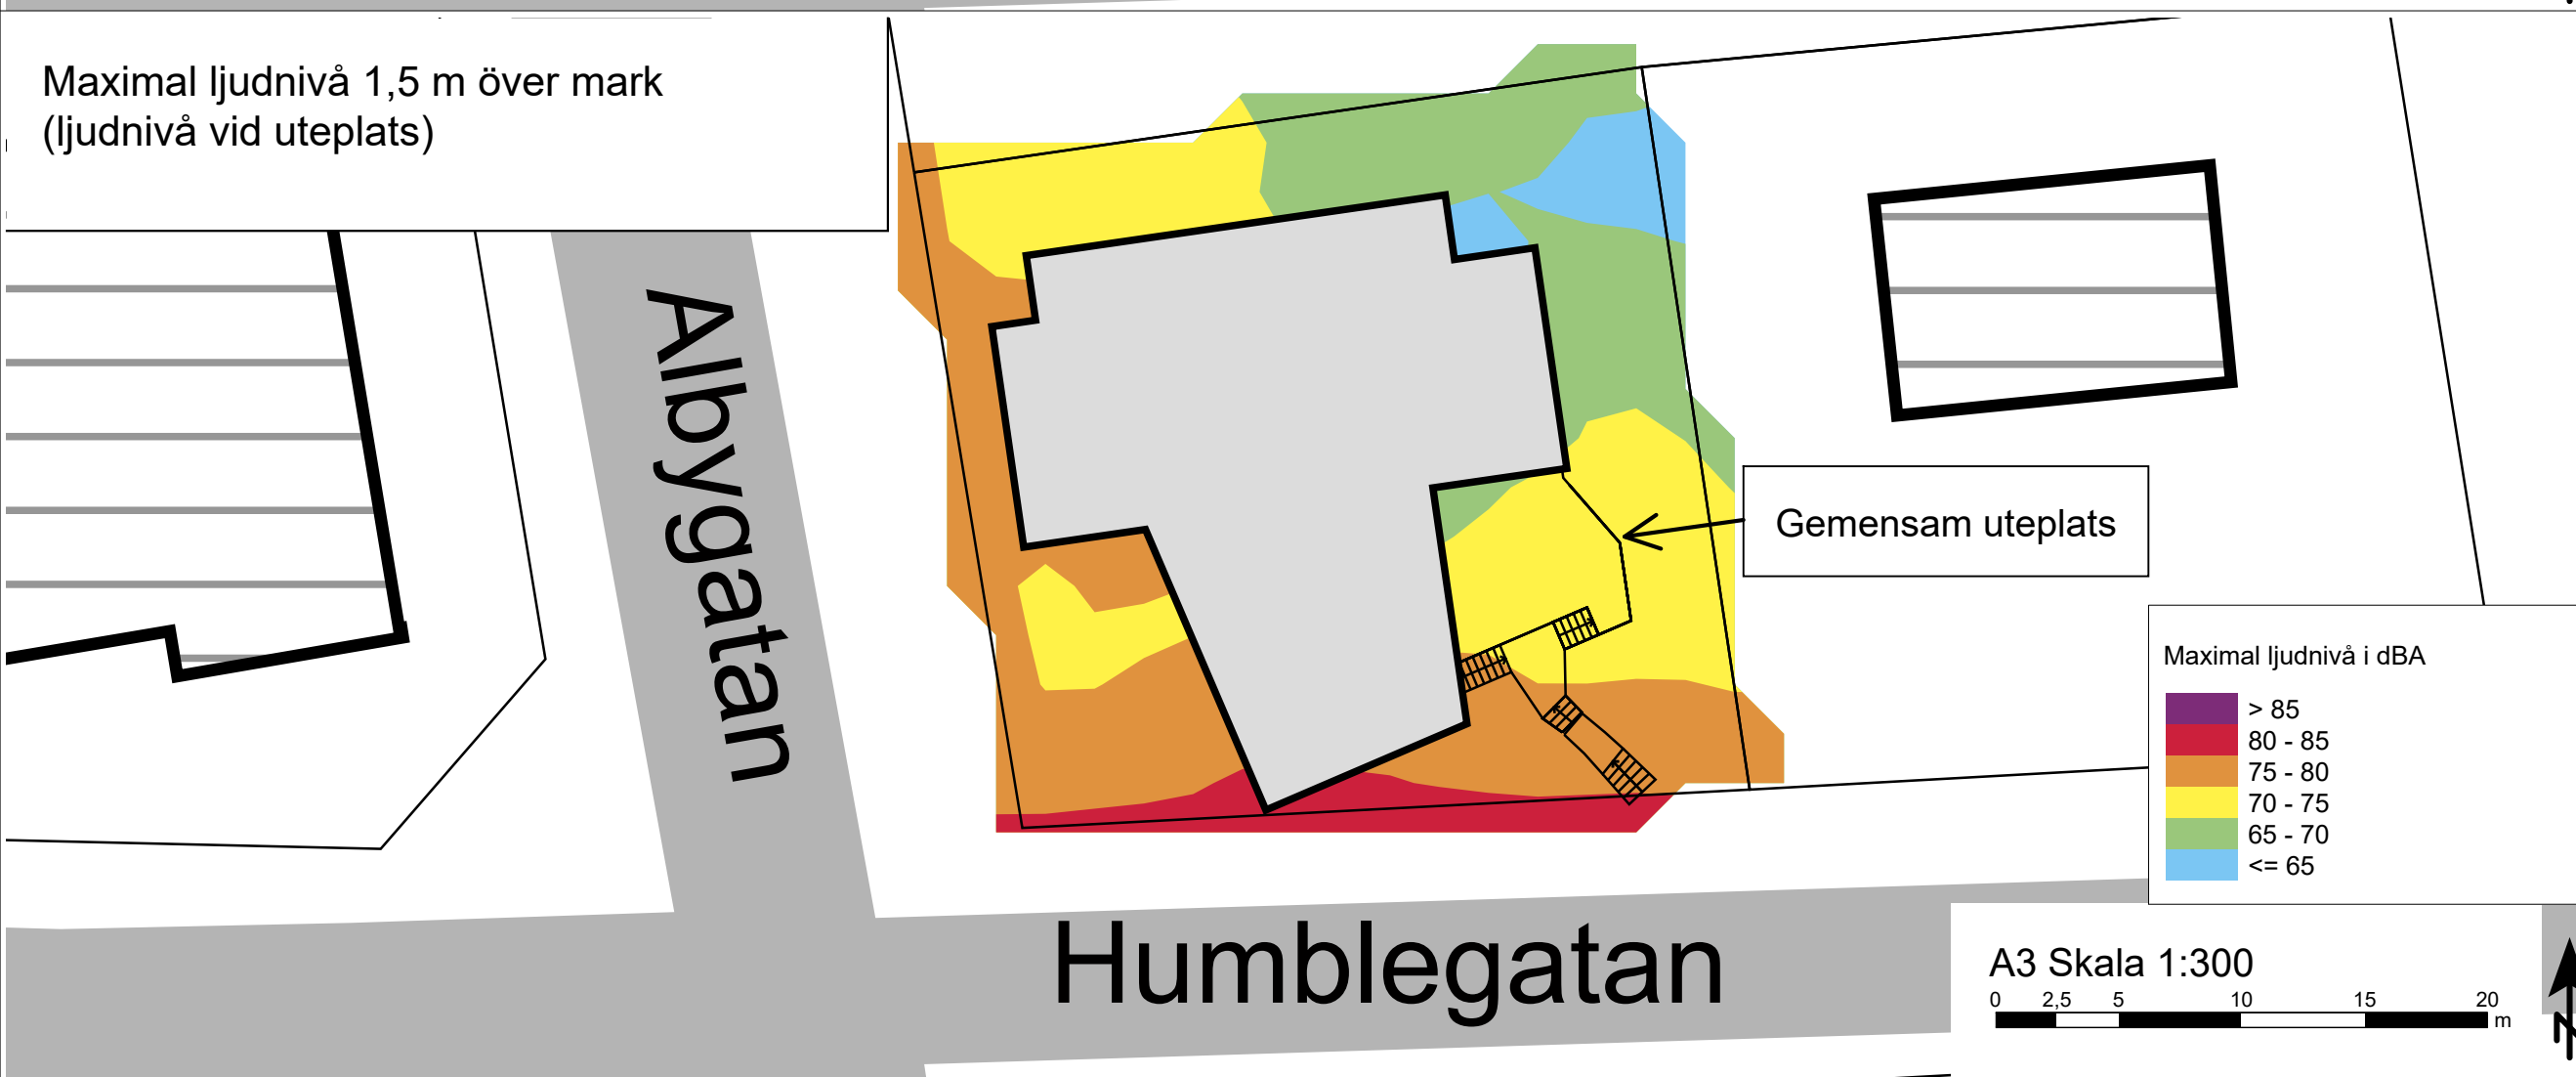 Maximal ljudnivå 1,5 m över mark
(ljudnivå vid uteplats)
Albygatan
Gemensam uteplats
Maximal ljudnivå i dBA
> 85
80 - 85
75 - 80
70 - 75
65 - 70
<= 65
Humblegatan
A3 Skala 1:300
0 2,5 5 10 15 20
m
N